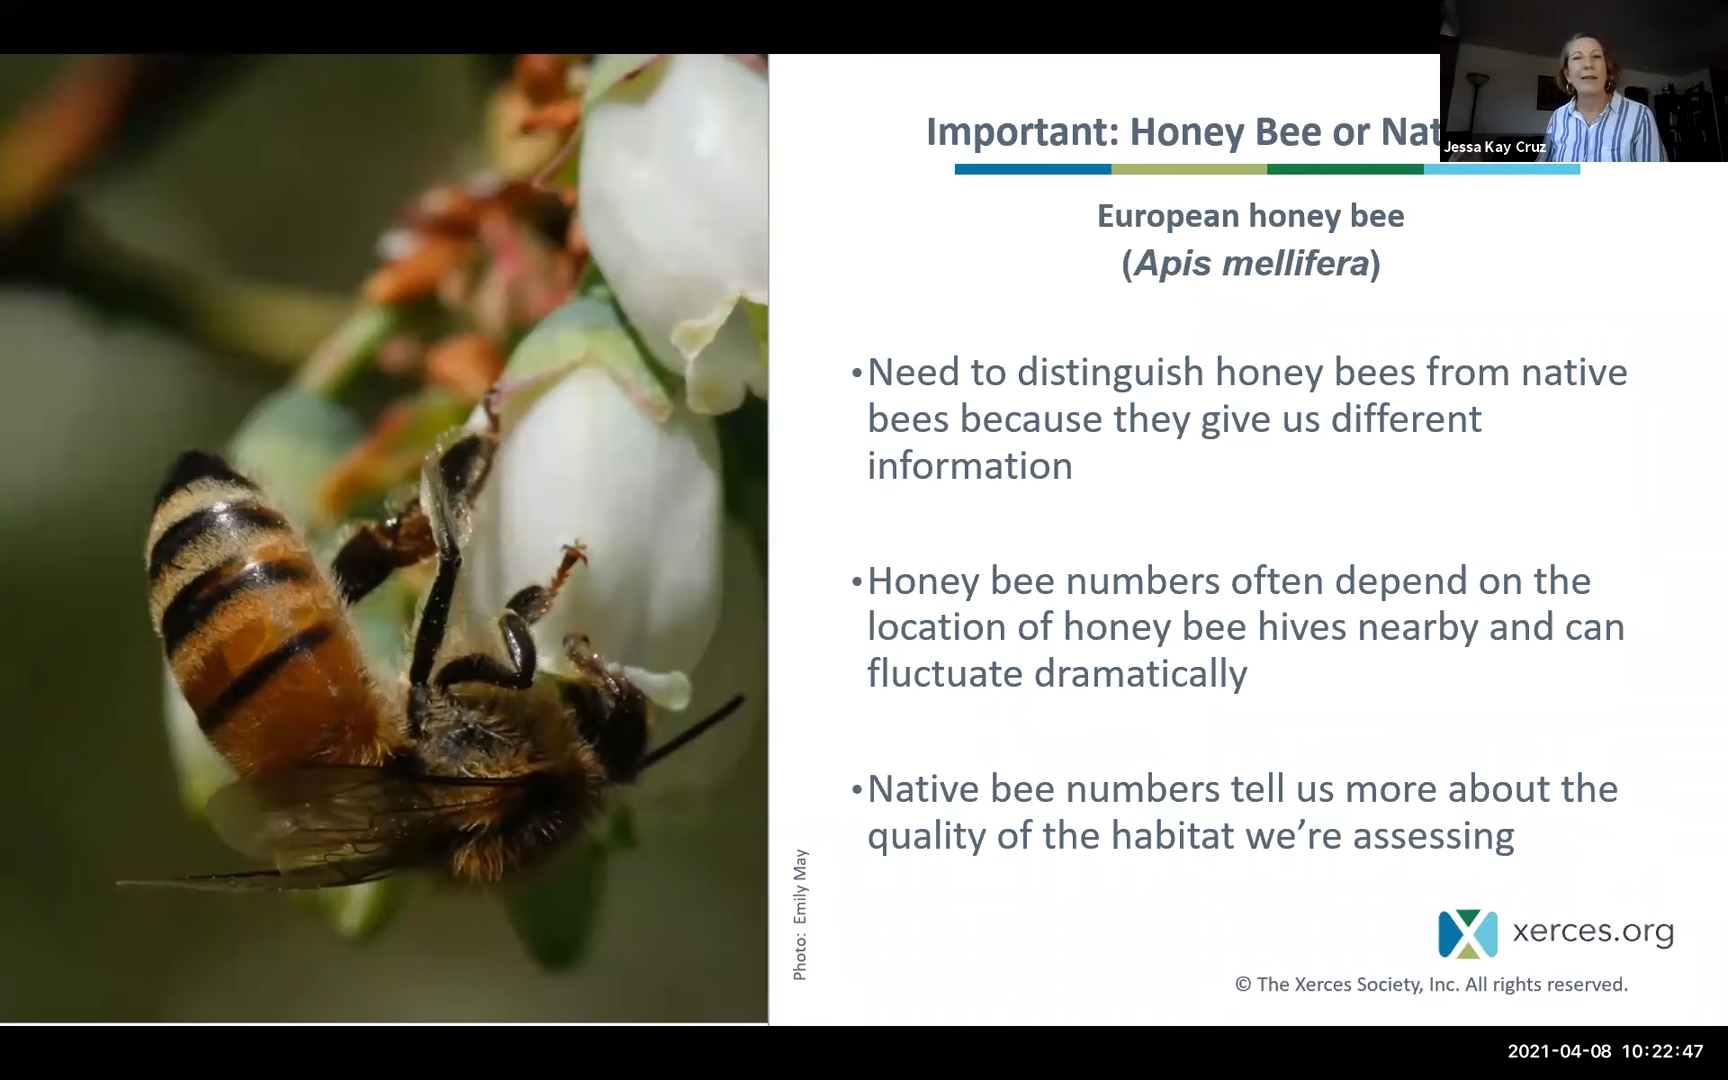 Important: Honey Bee or Nat
Jessa Kay Cruz
European honey bee
(Apis mellifera)
•Need to distinguish honey bees from native
bees because they give us different
information
•Honey bee numbers often depend on the
location of honey bee hives nearby and can
fluctuate dramatically
•Native bee numbers tell us more about the
quality of the habitat we’re assessing
Photo: Emily May
xerces.org
© The Xerces Society, Inc. All rights reserved.
2021-04-08 10:22:47